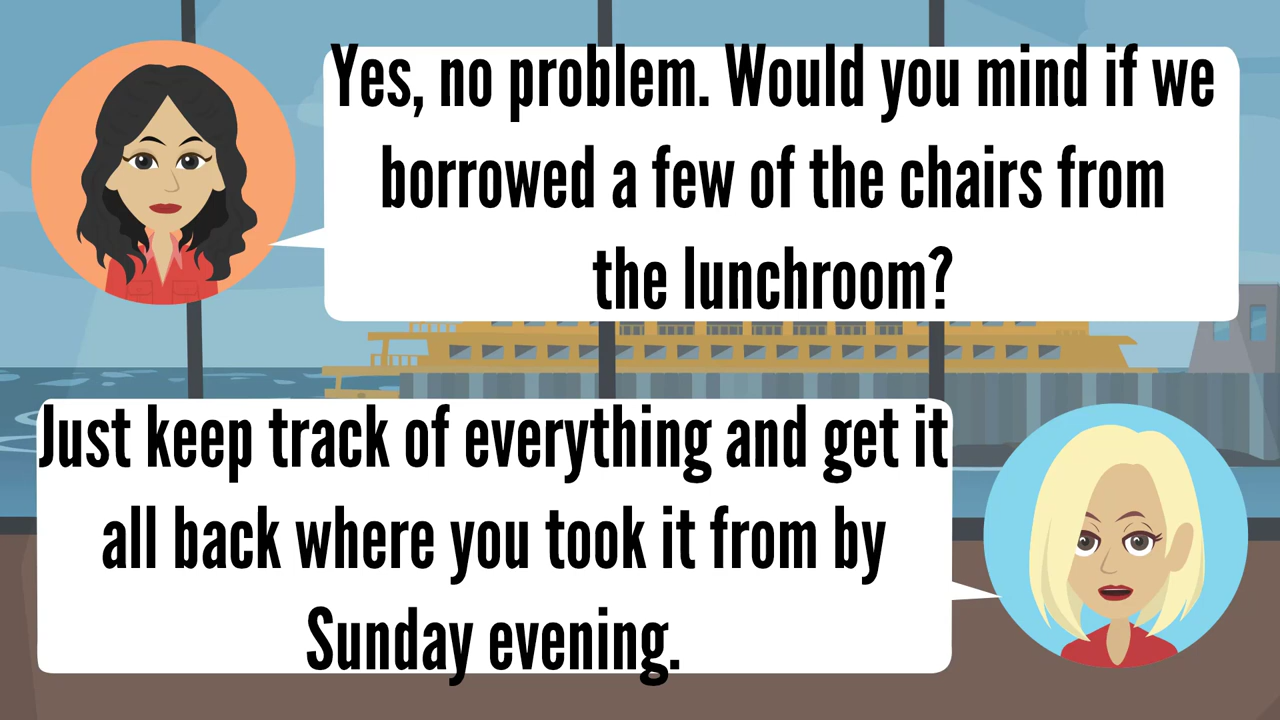 Yes, no problem. Would you mind if we
borrowed a few of the chairs from
the lunchroom?
Just keep track of everything and get it
all back where you took it from by
Sunday evening.